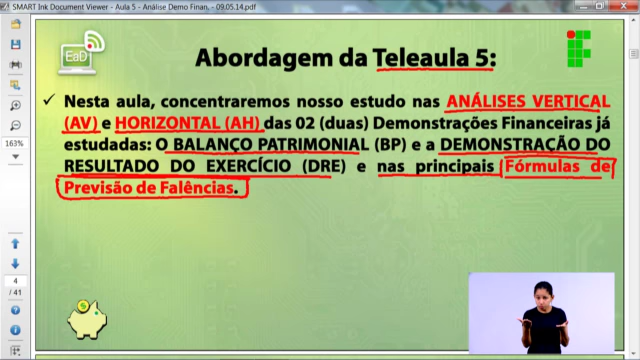 SMART Ink Document Viewer - Aula 5 - Análise Demo Finan. - 09.05.14.pdf
EaD
Abordagem da Teleaula 5:
✓ Nesta aula, concentraremos nosso estudo nas ANÁLISES VERTICAL
(AV) e HORIZONTAL (AH) das 02 (duas) Demonstrações Financeiras já
estudadas: O BALANÇO PATRIMONIAL (BP) e a DEMONSTRAÇÃO DO
RESULTADO DO EXERCÍCIO (DRE) e nas principais Fórmulas de
Previsão de Falências.
163%
4
/ 41